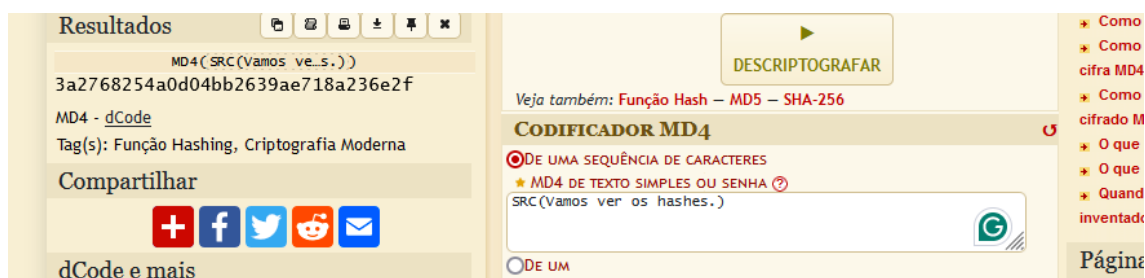 Resultados
MD4(SRC(Vamos ve…s.))
3a2768254a0d04bb2639ae718a236e2f
MD4 - dCode
Tag(s): Função Hashing, Criptografia Moderna
Compartilhar
dCode e mais
DESCRIPTOGRAFAR
Veja também: Função Hash — MD5 — SHA-256
CODIFICADOR MD4
DE UMA SEQUÊNCIA DE CARACTERES
MD4 DE TEXTO SIMPLES OU SENHA
SRC(Vamos ver os hashes.)
DE UM
Como
Como
cifra MD4
Como
cifrado M
O que
O que
Quand
inventado
Página